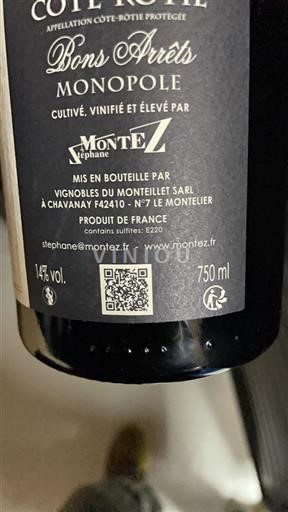 CÔTE-RÔTIE
APPELLATION CÔTE-RÔTIE PROTÉGÉE
Bons Arrêts
MONOPOLE
CULTIVÉ, VINIFIÉ ET ÉLEVÉ PAR
Stéphane MONTEZ
MIS EN BOUTEILLE PAR
VIGNOBLES DU MONTEILLET SARL
À CHAVANAY F42410 - N°7 LE MONTELIER
PRODUIT DE FRANCE
contains sulfites: E220
stephane@montez.fr - www.montez.fr
VINIOU
14% vol.
750 ml